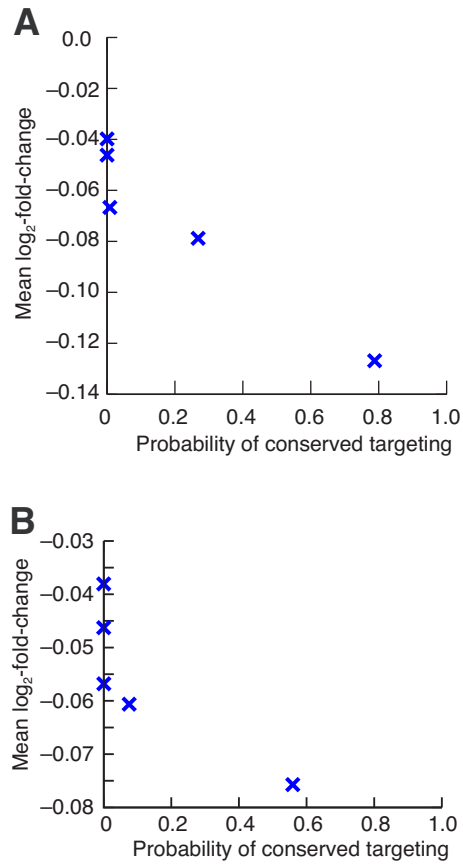 A
0.0
–0.02
–0.04
–0.06
–0.08
–0.10
–0.12
–0.14
Mean log₂-fold-change
0 0.2 0.4 0.6 0.8 1.0
Probability of conserved targeting
B
–0.03
–0.04
–0.05
–0.06
–0.07
–0.08
Mean log₂-fold-change
0 0.2 0.4 0.6 0.8 1.0
Probability of conserved targeting